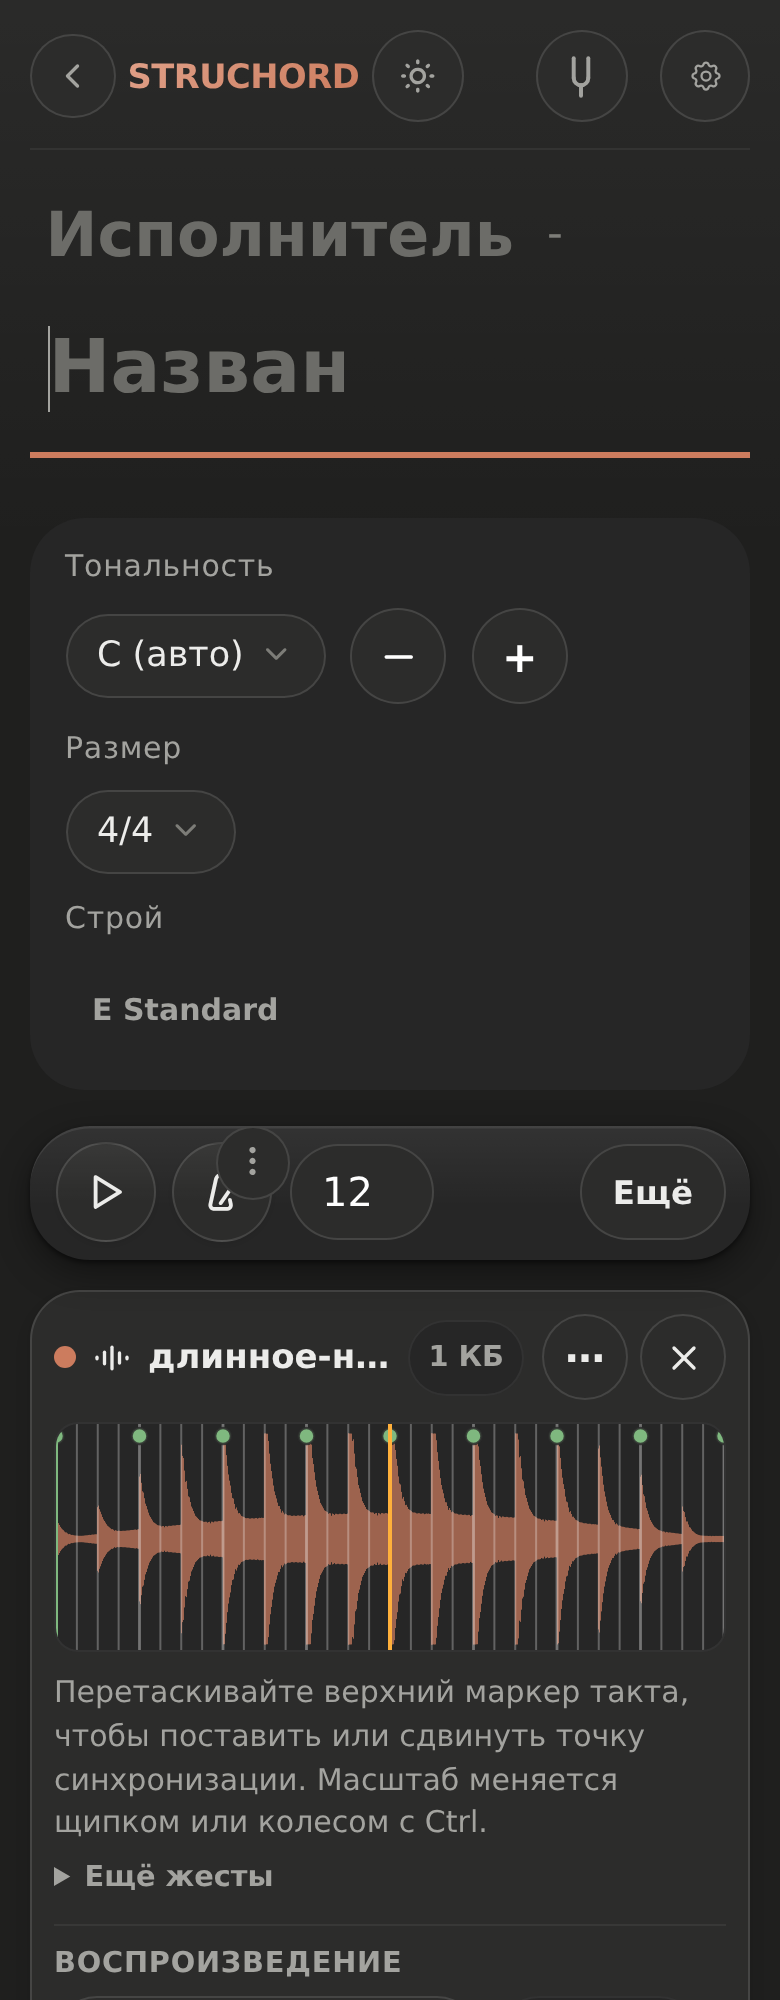 STRUCHORD
Исполнитель -
Назван
Тональность
C (авто)
− +
Размер
4/4
Строй
E Standard
12 Ещё
длинное-н... 1 КБ
Перетаскивайте верхний маркер такта,
чтобы поставить или сдвинуть точку
синхронизации. Масштаб меняется
щипком или колесом с Ctrl.
Ещё жесты
ВОСПРОИЗВЕДЕНИЕ